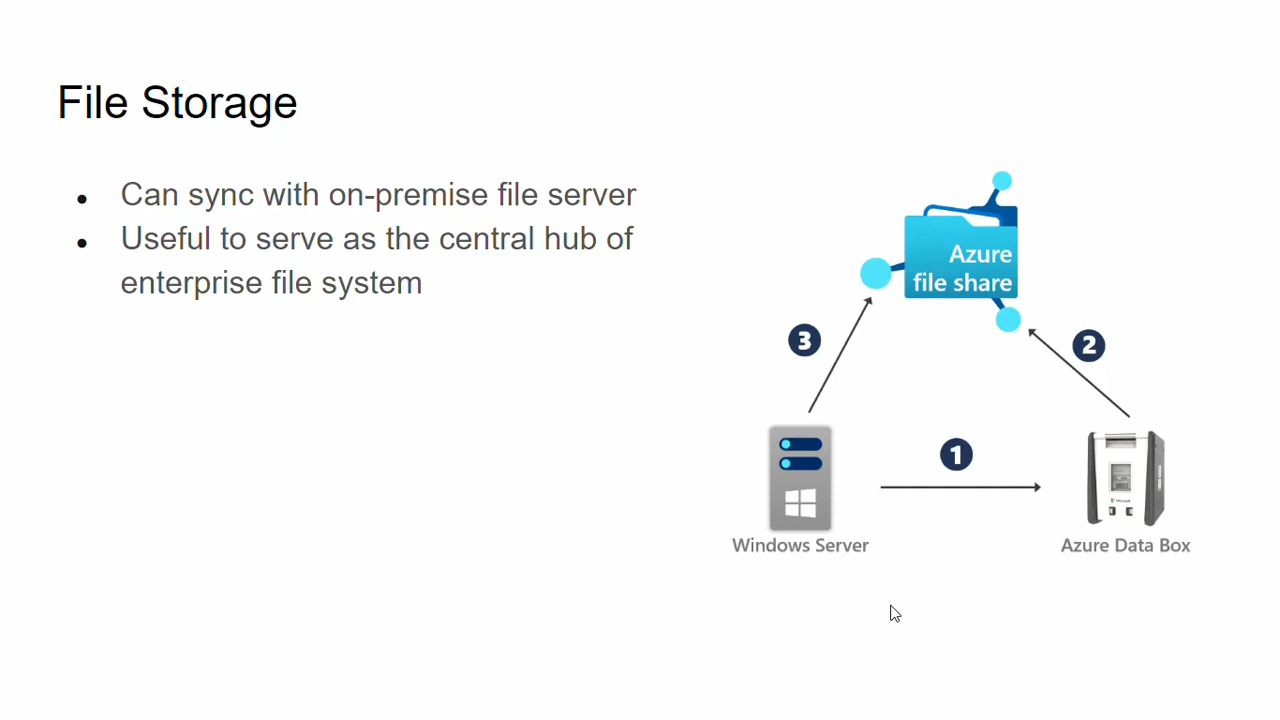 File Storage
● Can sync with on-premise file server
● Useful to serve as the central hub of
enterprise file system
Azure
file share
3
2
1
Windows Server
Azure Data Box